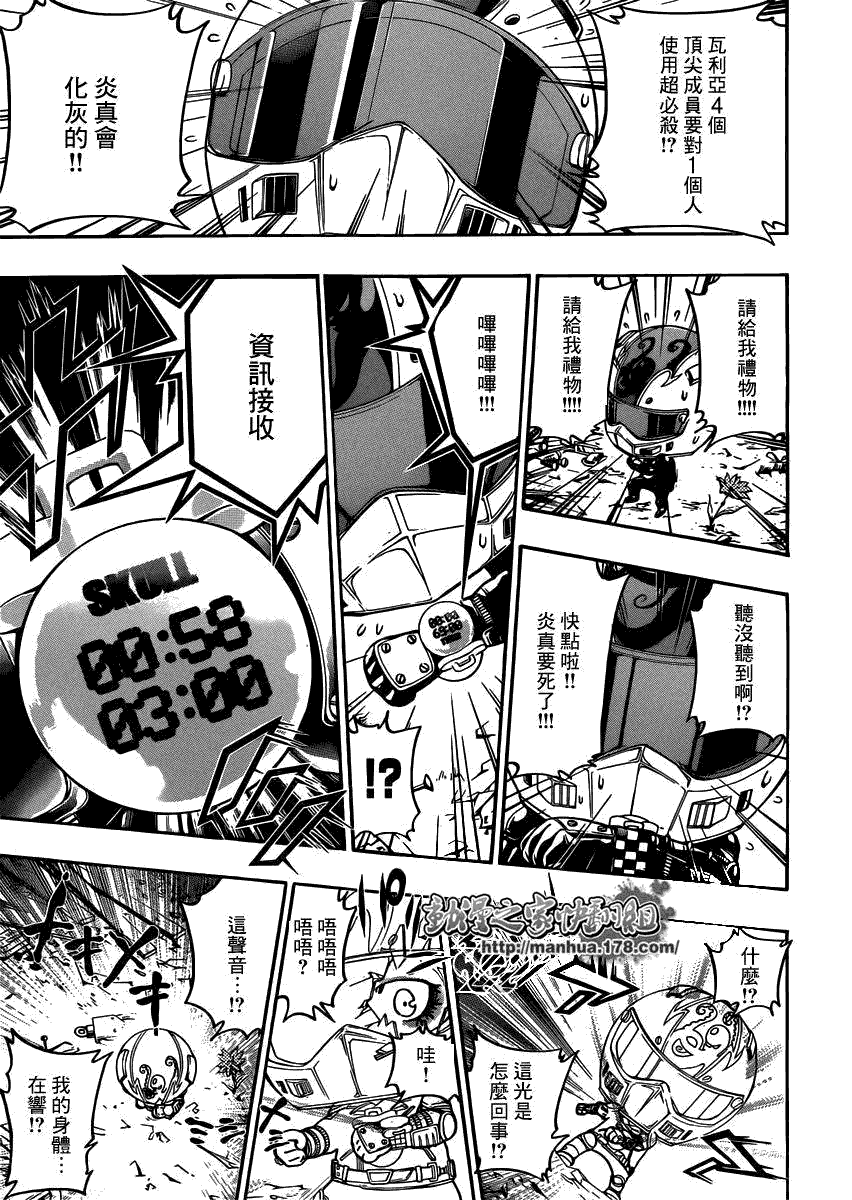 瓦利亞4個
頂尖成員要對1個人
使用超必殺!?
炎真會
化灰的!!
請給我禮物!!!!
請給我禮物!!!!
聽沒聽到啊!?
快點啦!!
炎真要死了!!!
嗶嗶嗶嗶!!!
!?
資訊接收
SKULL
00:58
03:00
動漫之家汉化组
http://manhua.178.com/
什麼!?
這光是
怎麼回事!?
唔唔唔
唔唔?
哇!
這聲音…!?
我的身體…
在響!?